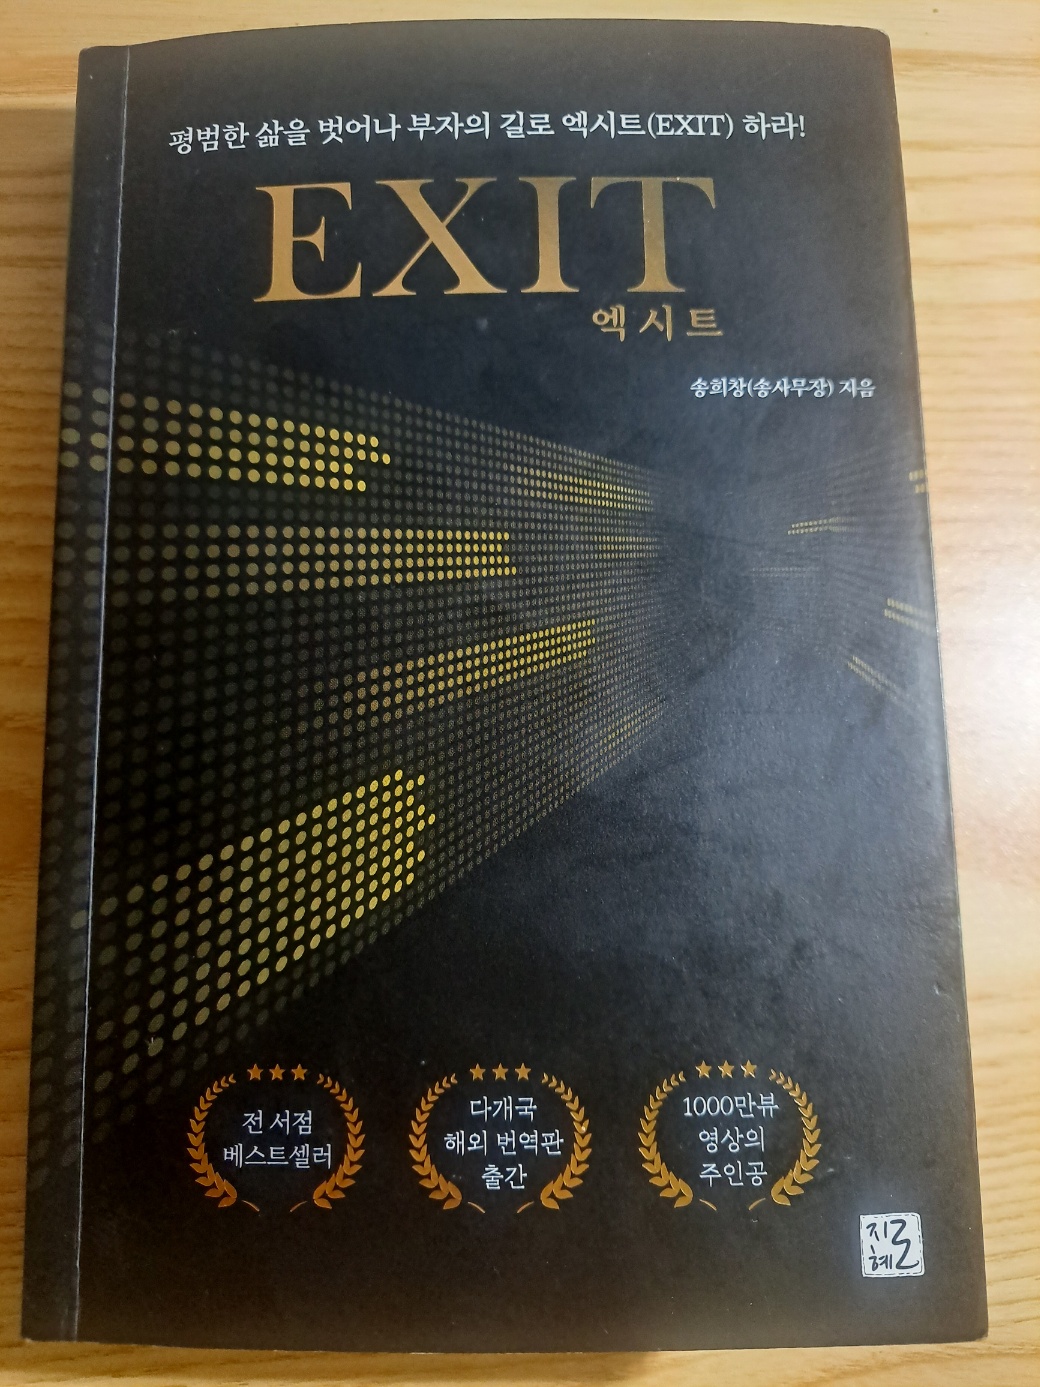 평범한 삶을 벗어나 부자의 길로 엑시트(EXIT) 하라!
EXIT
엑시트
송희창(송사무장) 지음
전 서점
베스트셀러
다개국
해외 번역판
출간
1000만뷰
영상의
주인공
지혜로